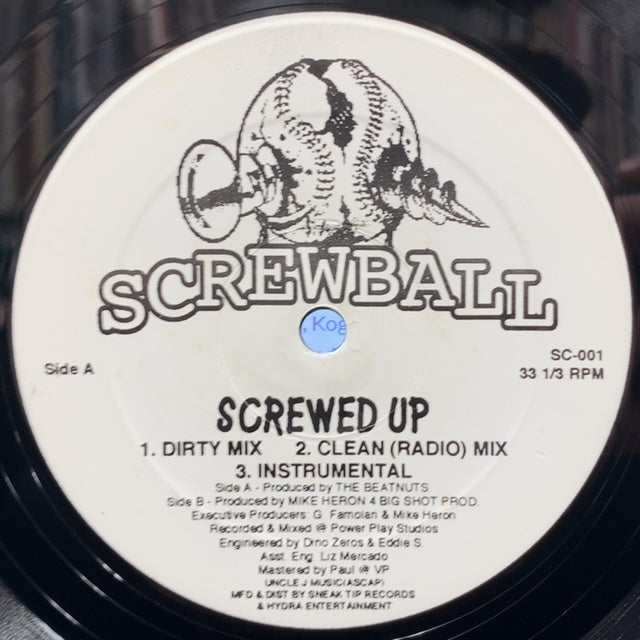 SCREWBALL
. Kog
Side A
SC-001
33 1/3 RPM
SCREWED UP
1. DIRTY MIX 2. CLEAN (RADIO) MIX
3. INSTRUMENTAL
Side A - Produced by THE BEATNUTS
Side B - Produced by MIKE HERON 4 BIG SHOT PROD.
Executive Producers: G. Famolari & Mike Heron
Recorded & Mixed @ Power Play Studios
Engineered by Dino Zeros & Eddie S.
Asst. Eng. Liz Mercado
Mastered by Paul @ VP
UNCLE J MUSIC(ASCAP)
MFD & DIST BY SNEAK TIP RECORDS
& HYDRA ENTERTAINMENT